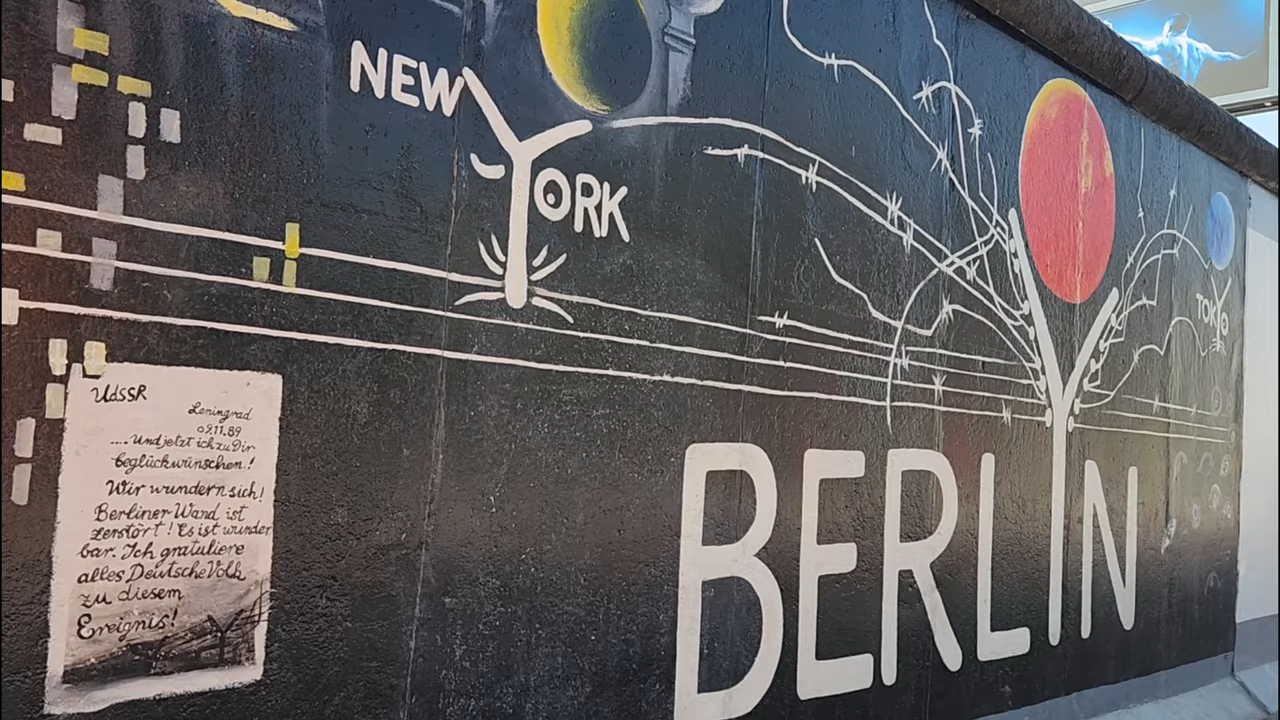 NEW
YORK
TOKYO
BERLIN
UdSSR
Leningrad
09.11.89
.... Und jetzt ich zu Dir
beglückwünschen.!
Wir wundern sich!
Berliner Wand ist
zerstört! Es ist wunder
bar. Ich gratuliere
alles Deutsche Volk
zu diesem
Ereignis!